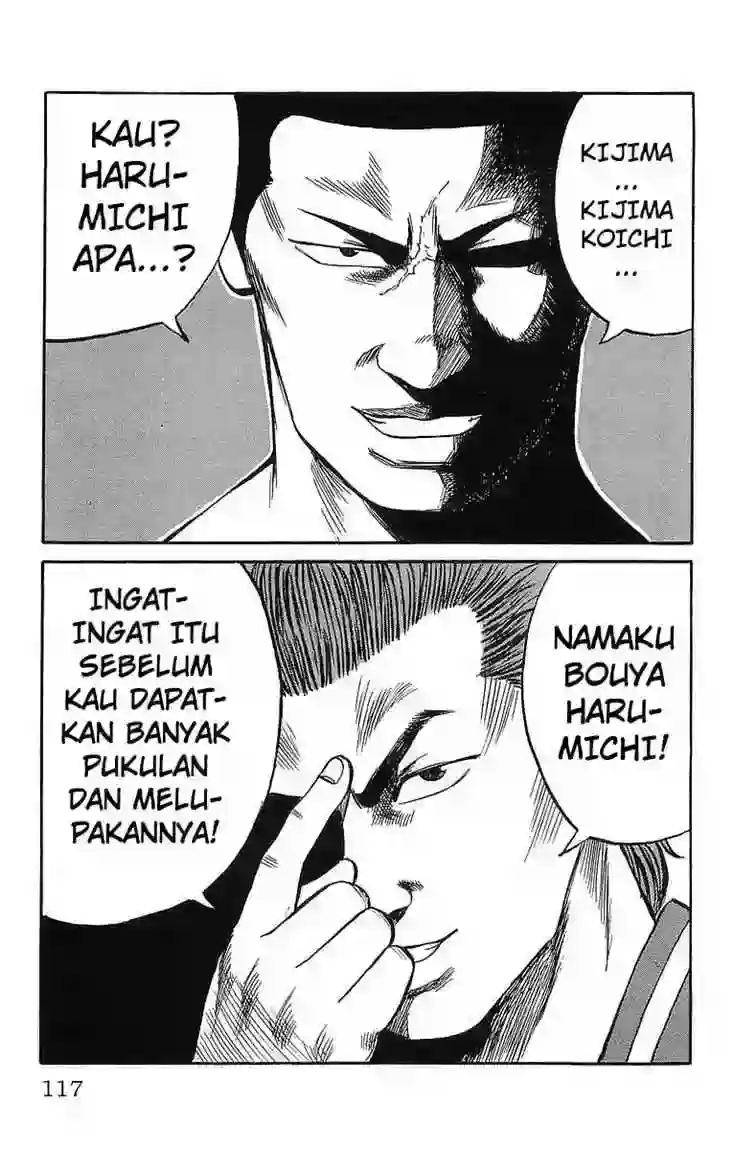 KIJIMA
...
KIJIMA
KOICHI
...
KAU?
HARU-
MICHI
APA...?
NAMAKU
BOUYA
HARU-
MICHI!
INGAT-
INGAT ITU
SEBELUM
KAU DAPAT-
KAN BANYAK
PUKULAN
DAN MELU-
PAKANNYA!
117